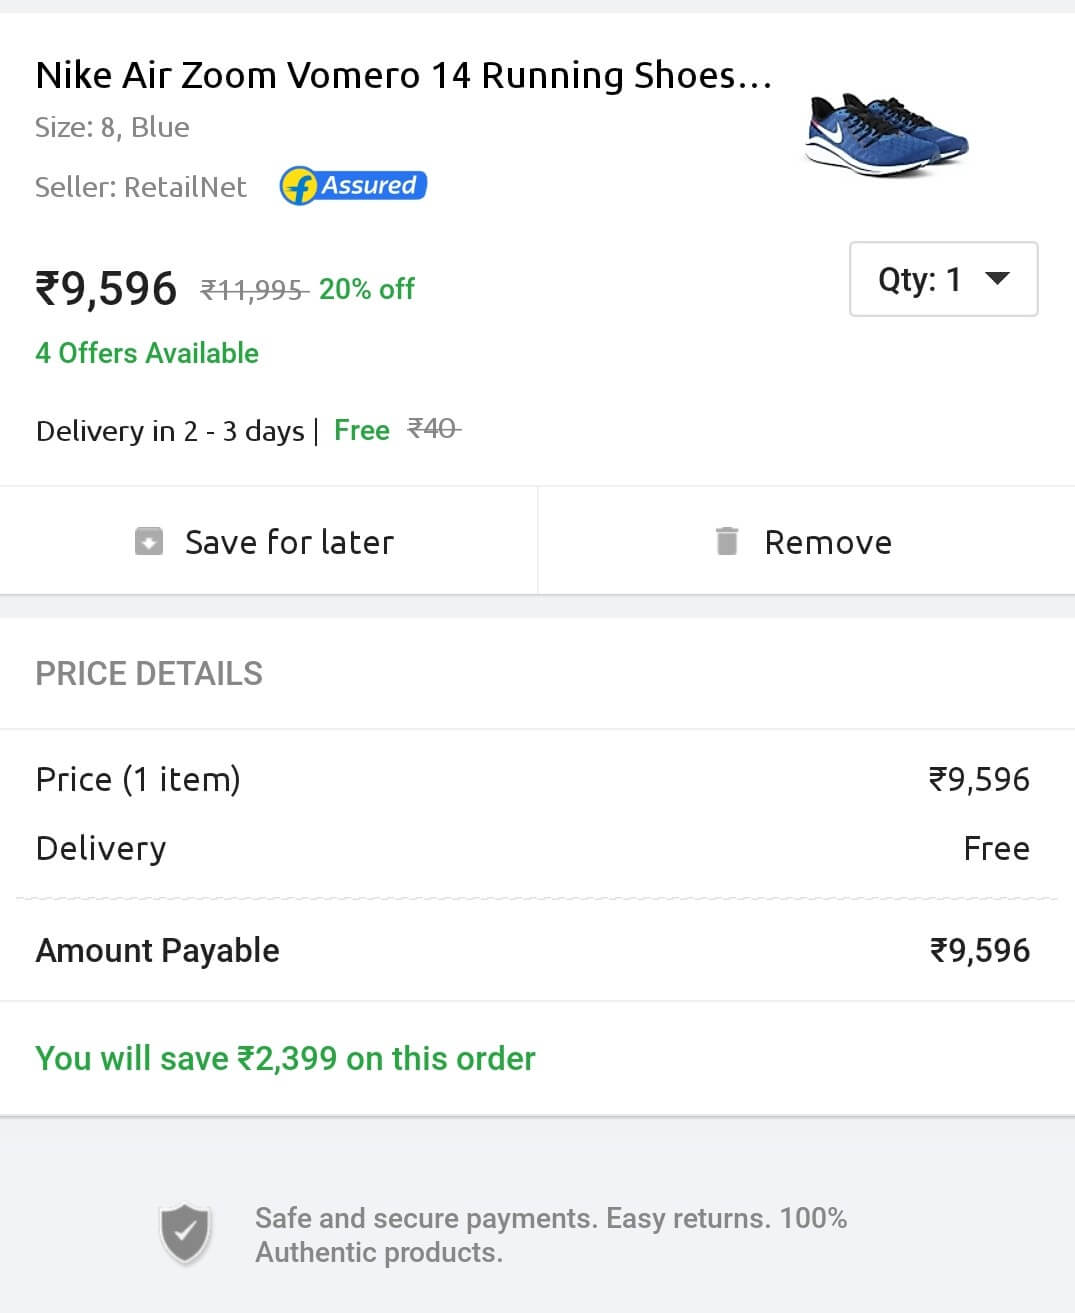 Nike Air Zoom Vomero 14 Running Shoes...
Size: 8, Blue
Seller: RetailNet Assured
₹9,596 ₹11,995 20% off
Qty: 1
4 Offers Available
Delivery in 2 - 3 days | Free ₹40
Save for later
Remove
PRICE DETAILS
Price (1 item) ₹9,596
Delivery Free
Amount Payable ₹9,596
You will save ₹2,399 on this order
Safe and secure payments. Easy returns. 100%
Authentic products.